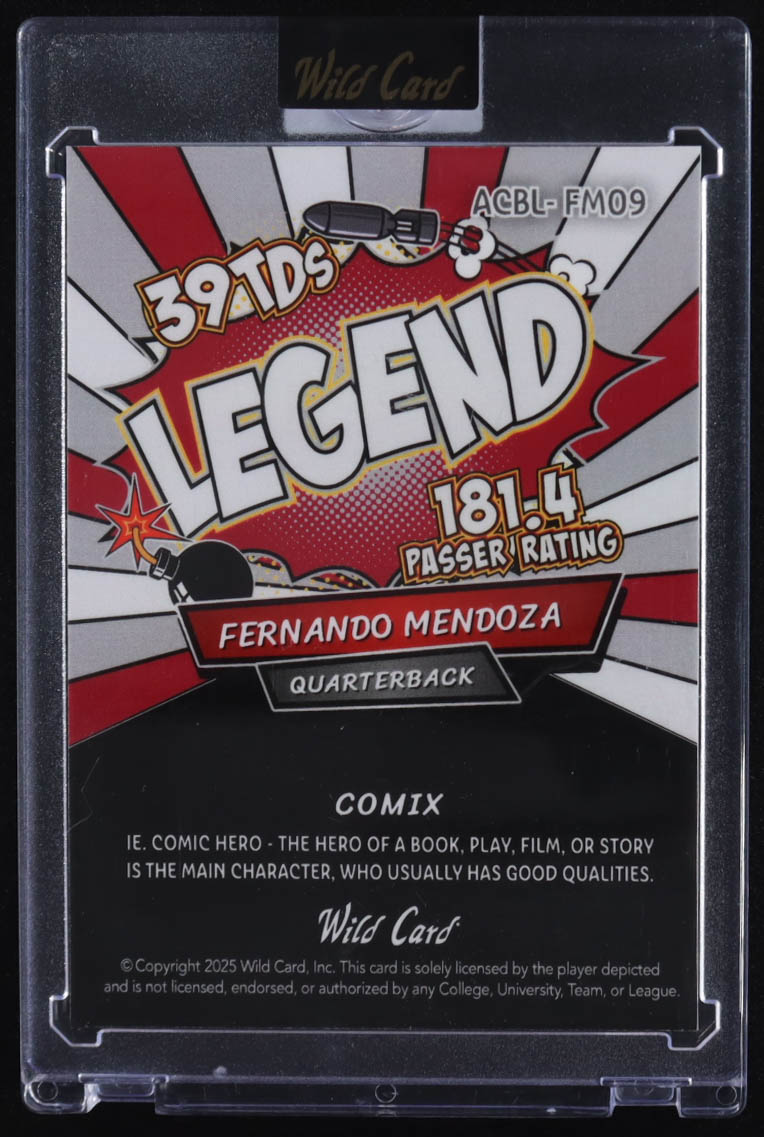 Wild Card
ACBL- FM09
39 TDS
LEGEND
181.4
PASSER RATING
FERNANDO MENDOZA
QUARTERBACK
COMIX
IE. COMIC HERO - THE HERO OF A BOOK, PLAY, FILM, OR STORY
IS THE MAIN CHARACTER, WHO USUALLY HAS GOOD QUALITIES.
Wild Card
© Copyright 2025 Wild Card, Inc. This card is solely licensed by the player depicted
and is not licensed, endorsed, or authorized by any College, University, Team, or League.